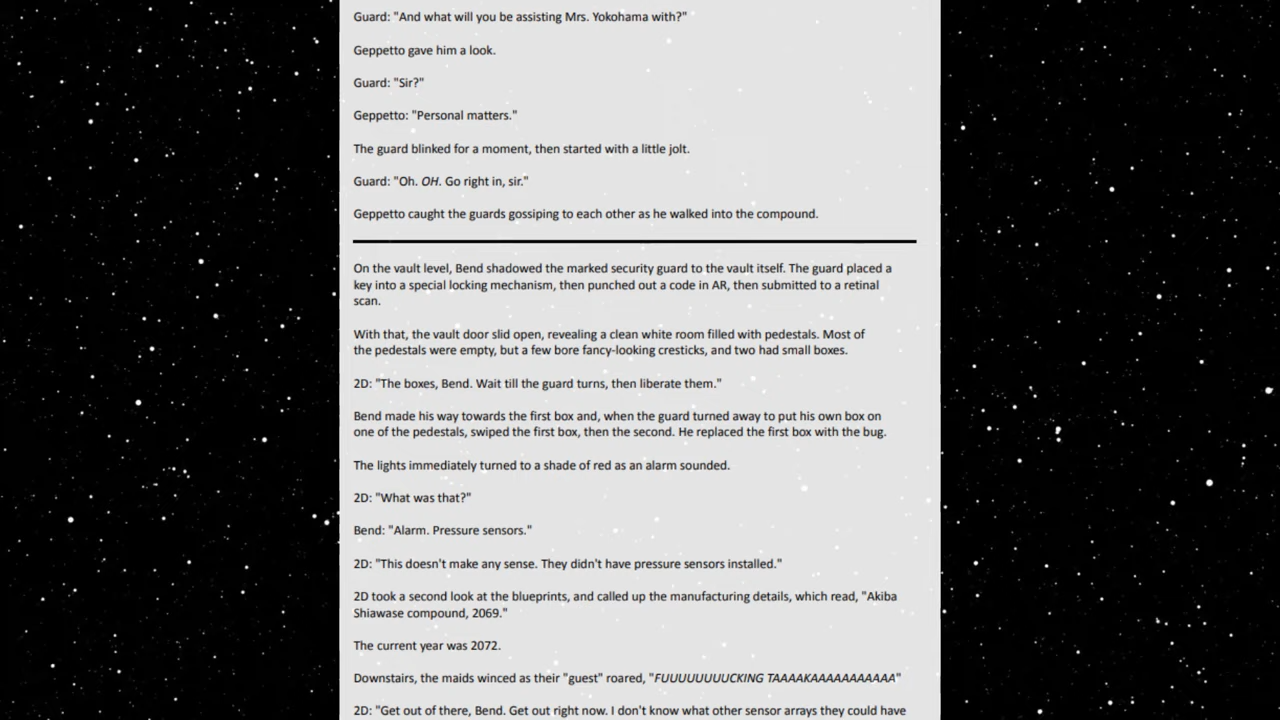 Guard: "And what will you be assisting Mrs. Yokohama with?"
Geppetto gave him a look.
Guard: "Sir?"
Geppetto: "Personal matters."
The guard blinked for a moment, then started with a little jolt.
Guard: "Oh. OH. Go right in, sir."
Geppetto caught the guards gossiping to each other as he walked into the compound.
On the vault level, Bend shadowed the marked security guard to the vault itself. The guard placed a
key into a special locking mechanism, then punched out a code in AR, then submitted to a retinal
scan.
With that, the vault door slid open, revealing a clean white room filled with pedestals. Most of
the pedestals were empty, but a few bore fancy-looking cresticks, and two had small boxes.
2D: "The boxes, Bend. Wait till the guard turns, then liberate them."
Bend made his way towards the first box and, when the guard turned away to put his own box on
one of the pedestals, swiped the first box, then the second. He replaced the first box with the bug.
The lights immediately turned to a shade of red as an alarm sounded.
2D: "What was that?"
Bend: "Alarm. Pressure sensors."
2D: "This doesn't make any sense. They didn't have pressure sensors installed."
2D took a second look at the blueprints, and called up the manufacturing details, which read, "Akiba
Shiawase compound, 2069."
The current year was 2072.
Downstairs, the maids winced as their "guest" roared, "FUUUUUUUUCKING TAAAAKAAAAAAAAAAA"
2D: "Get out of there, Bend. Get out right now. I don't know what other sensor arrays they could have